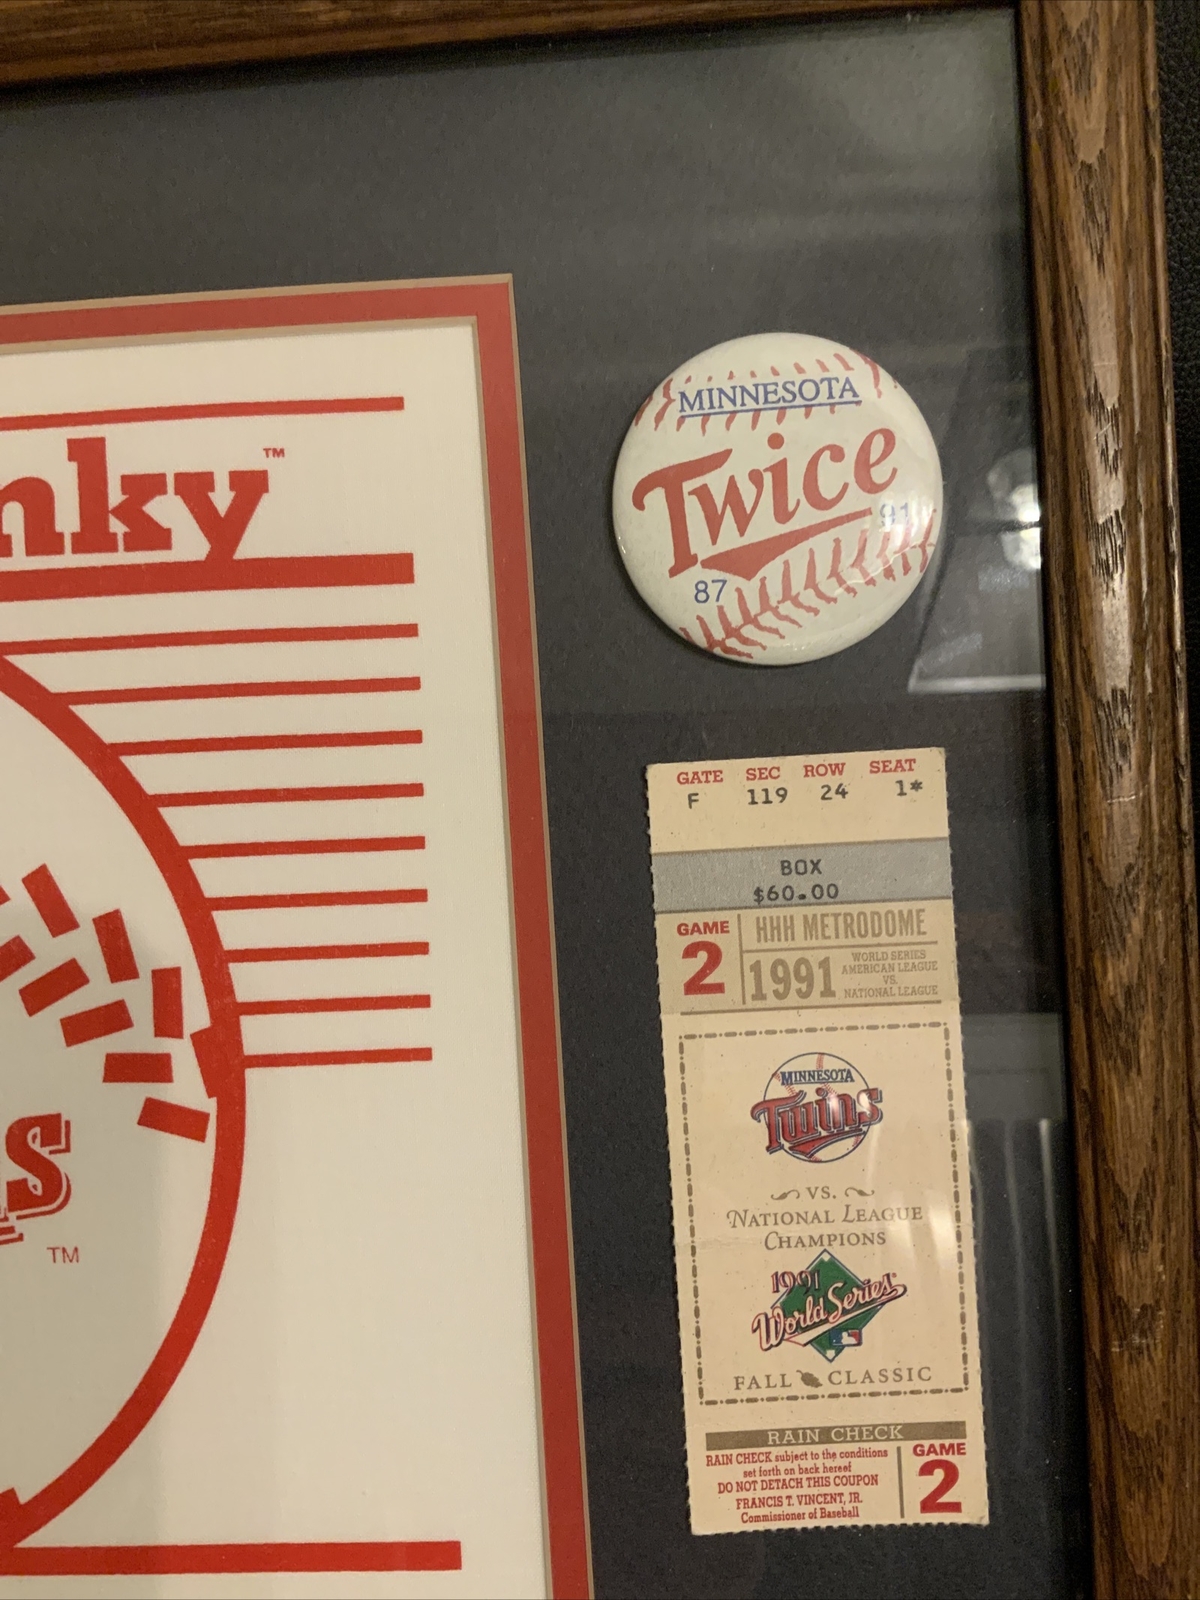 nky™
s
TM
MINNESOTA
Twice
91
87
GATE SEC ROW SEAT
F 119 24 1*
BOX
$60.00
GAME
2
HHH METRODOME
1991
WORLD SERIES
AMERICAN LEAGUE
VS.
NATIONAL LEAGUE
MINNESOTA
Twins
VS.
NATIONAL LEAGUE
CHAMPIONS
1991
World Series
FALL CLASSIC
RAIN CHECK
RAIN CHECK subject to the conditions
set forth on back hereof
DO NOT DETACH THIS COUPON
FRANCIS T. VINCENT, JR.
Commissioner of Baseball
GAME
2